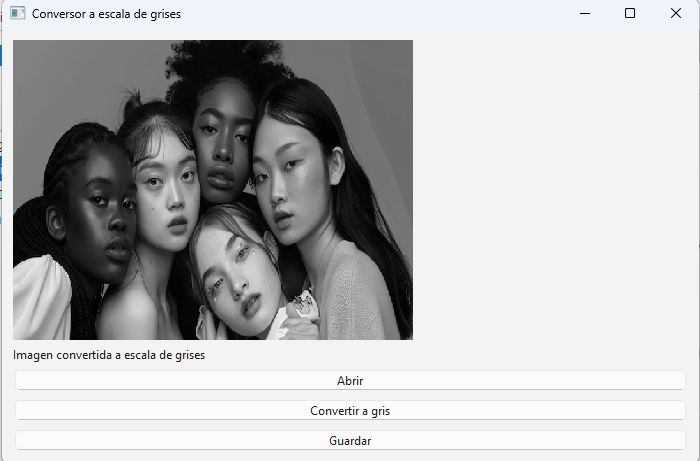 Conversor a escala de grises
Imagen convertida a escala de grises
Abrir
Convertir a gris
Guardar